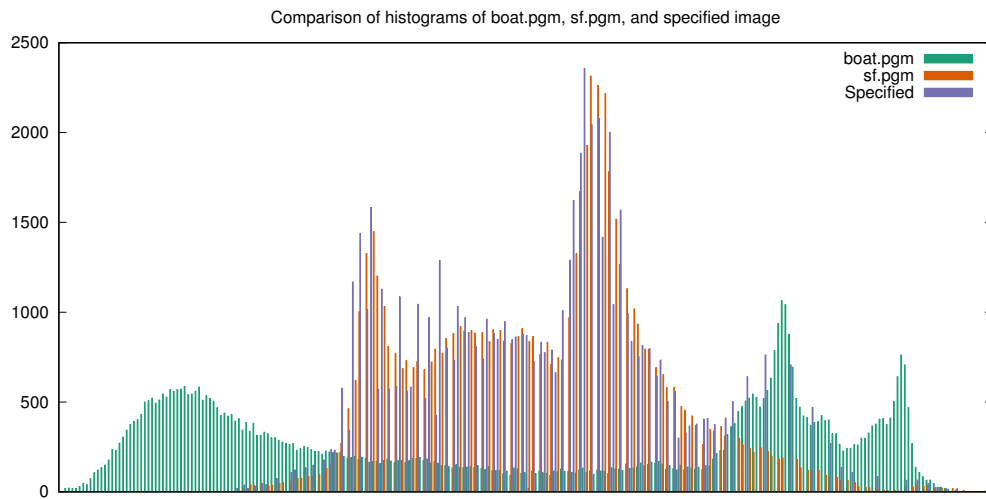 Comparison of histograms of boat.pgm, sf.pgm, and specified image
2500
boat.pgm
sf.pgm
Specified
2000
1500
1000
500
0